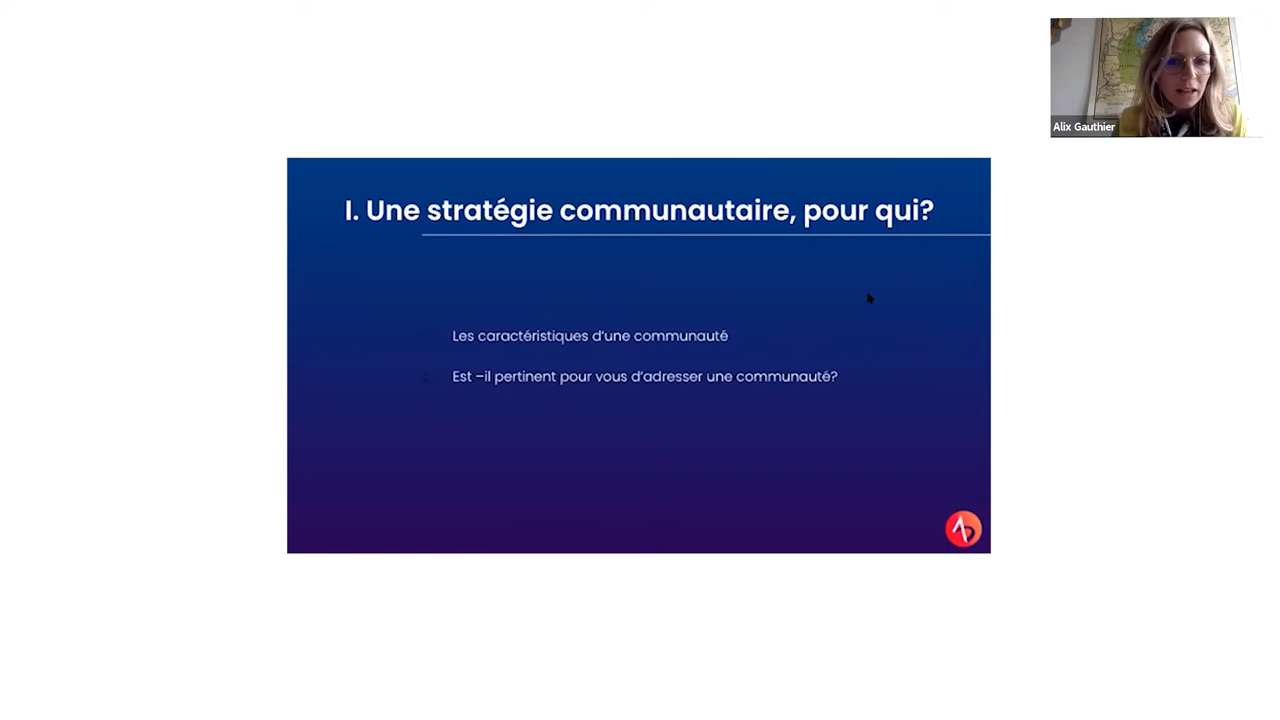 Alix Gauthier
I. Une stratégie communautaire, pour qui?
Les caractéristiques d'une communauté
Est –il pertinent pour vous d'adresser une communauté?